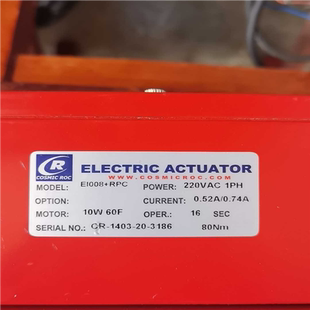 R
COSMIC ROC
ELECTRIC ACTUATOR
WWW.COSMICROC.COM
MODEL: EI008+RPC POWER: 220VAC 1PH
OPTION: CURRENT: 0.52A/0.74A
MOTOR: 10W 60F OPER.: 16 SEC
SERIAL NO.: CR-1403-20-3186 80Nm